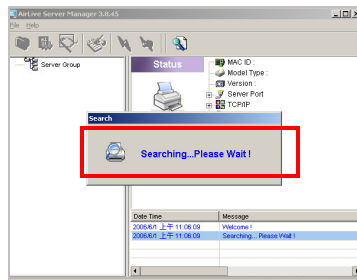 AirLive Server Manager 3.8.45
File Help
Server Group
Status
MAC ID :
Model Type :
Version :
Server Port
TCP/IP
Search
Searching...Please Wait !
Date Time Message
2006/6/1 上午 11:06:09 Welcome !
2006/6/1 上午 11:06:09 Searching... Please Wait !